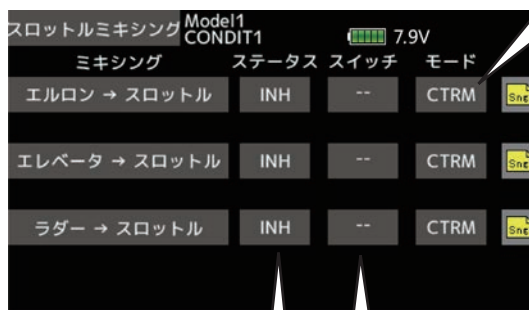 スロットルミキシング Model1
CONDIT1 7.9V
ミキシング ステータス スイッチ モード
エルロン → スロットル INH -- CTRM
エレベータ → スロットル INH -- CTRM
ラダー → スロットル INH -- CTRM